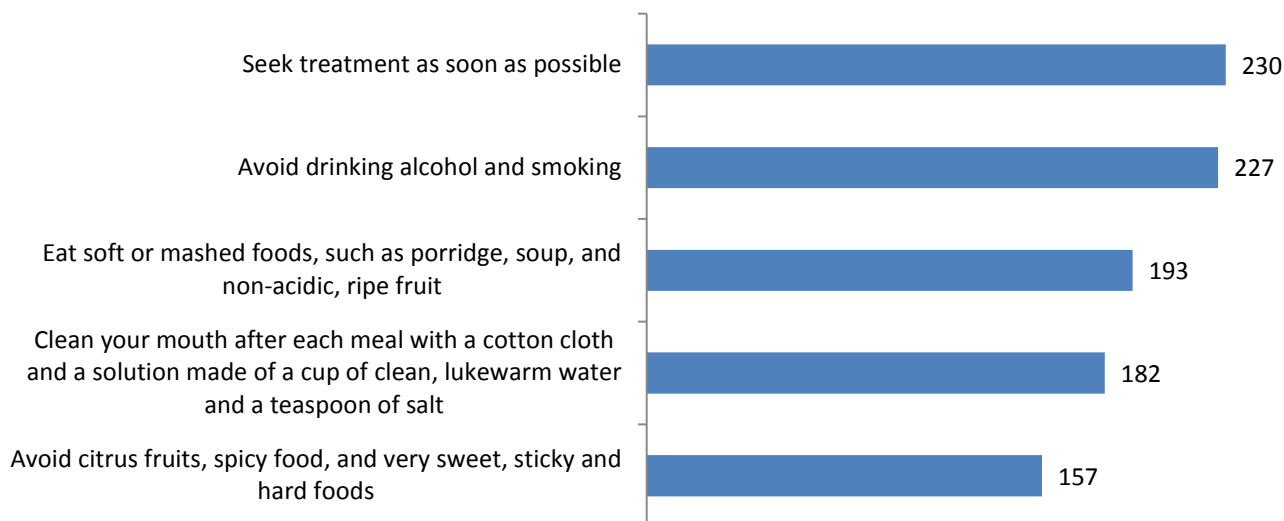 Seek treatment as soon as possible
230
Avoid drinking alcohol and smoking
227
Eat soft or mashed foods, such as porridge, soup, and
non-acidic, ripe fruit
193
Clean your mouth after each meal with a cotton cloth
and a solution made of a cup of clean, lukewarm water
and a teaspoon of salt
182
Avoid citrus fruits, spicy food, and very sweet, sticky and
hard foods
157